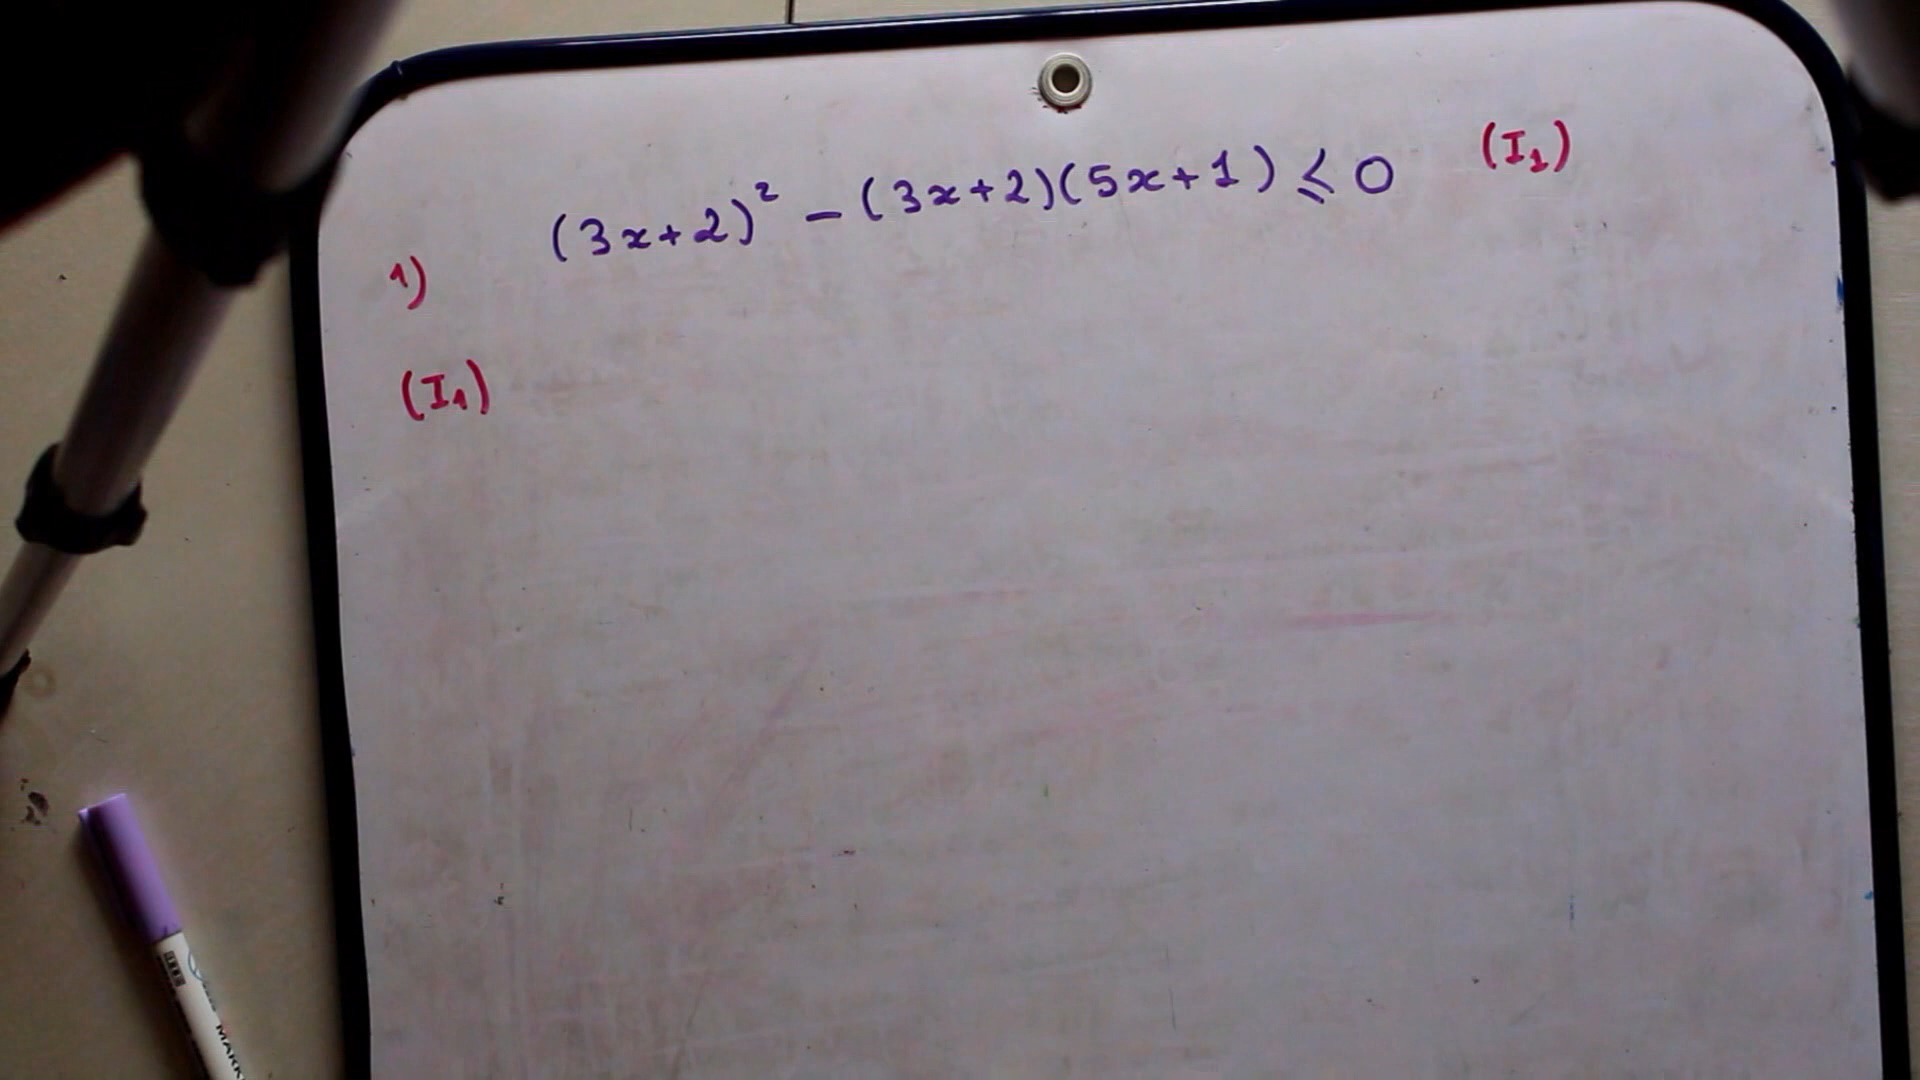 1) (3x+2)² − (3x+2)(5x+1) ⩽ 0 (I₁)
(I₁)